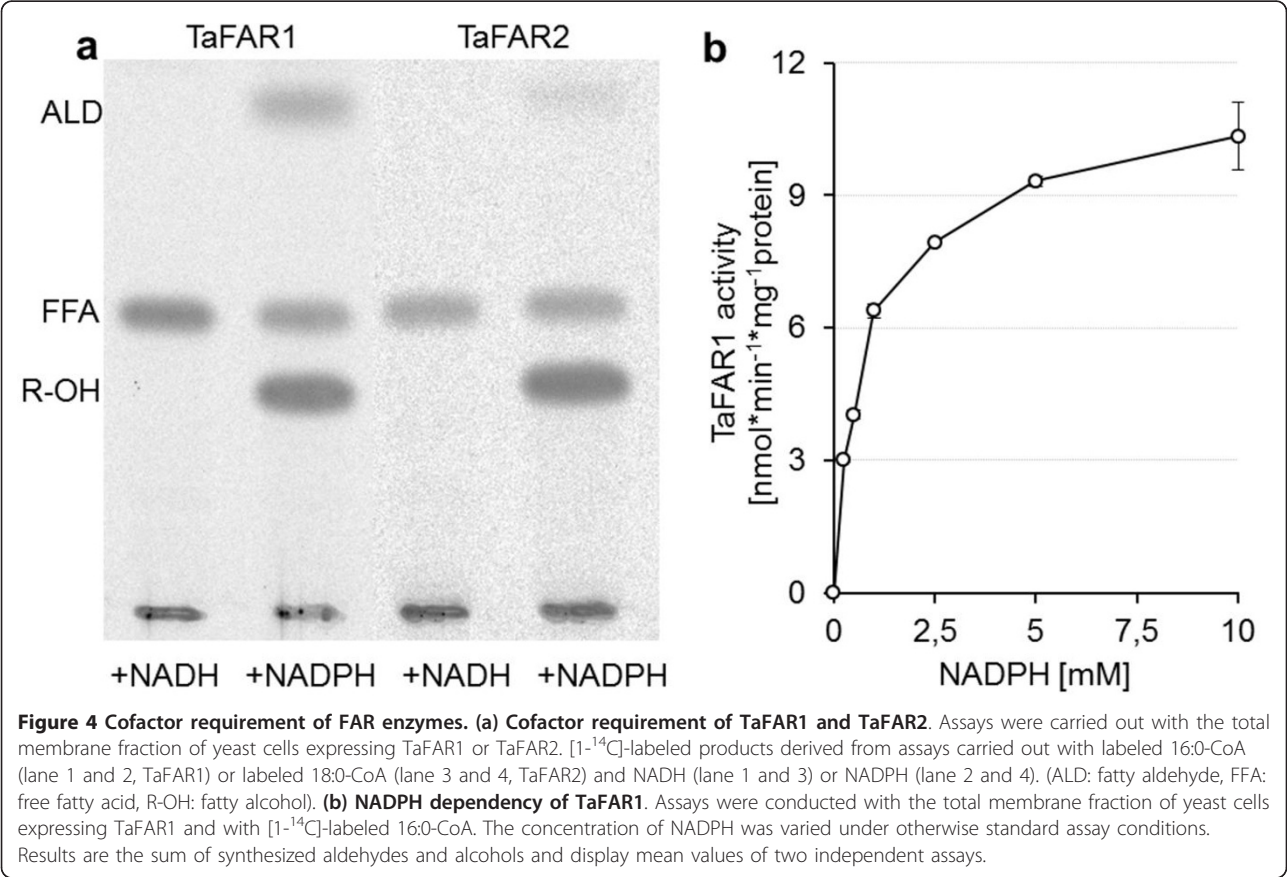 a
TaFAR1 TaFAR2
ALD
FFA
R-OH
+NADH +NADPH +NADH +NADPH
b
12
9
6
3
0
TaFAR1 activity
[nmol*min⁻¹*mg⁻¹protein]
0 2,5 5 7,5 10
NADPH [mM]
Figure 4 Cofactor requirement of FAR enzymes. (a) Cofactor requirement of TaFAR1 and TaFAR2. Assays were carried out with the total
membrane fraction of yeast cells expressing TaFAR1 or TaFAR2. [1-¹⁴C]-labeled products derived from assays carried out with labeled 16:0-CoA
(lane 1 and 2, TaFAR1) or labeled 18:0-CoA (lane 3 and 4, TaFAR2) and NADH (lane 1 and 3) or NADPH (lane 2 and 4). (ALD: fatty aldehyde, FFA:
free fatty acid, R-OH: fatty alcohol). (b) NADPH dependency of TaFAR1. Assays were conducted with the total membrane fraction of yeast cells
expressing TaFAR1 and with [1-¹⁴C]-labeled 16:0-CoA. The concentration of NADPH was varied under otherwise standard assay conditions.
Results are the sum of synthesized aldehydes and alcohols and display mean values of two independent assays.